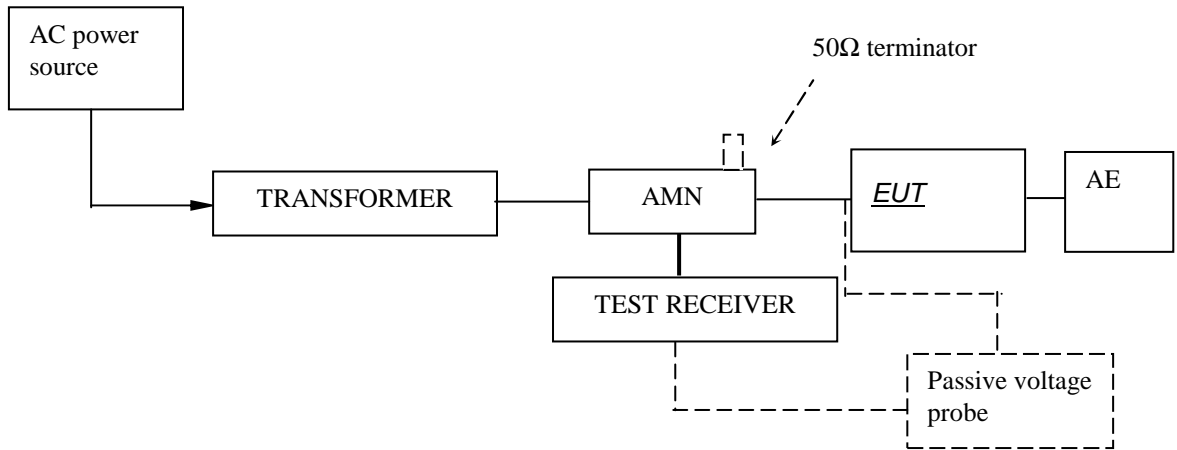 AC power
source
50Ω terminator
TRANSFORMER
AMN
EUT
AE
TEST RECEIVER
Passive voltage
probe